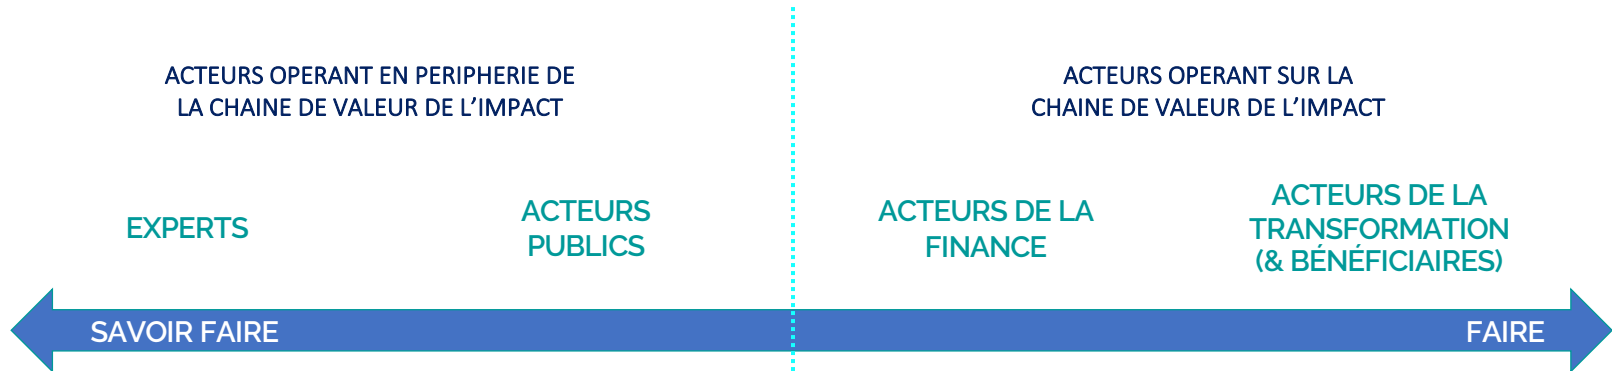 ACTEURS OPERANT EN PERIPHERIE DE
LA CHAINE DE VALEUR DE L’IMPACT
ACTEURS OPERANT SUR LA
CHAINE DE VALEUR DE L’IMPACT
EXPERTS
ACTEURS
PUBLICS
ACTEURS DE LA
FINANCE
ACTEURS DE LA
TRANSFORMATION
(& BÉNÉFICIAIRES)
SAVOIR FAIRE
FAIRE